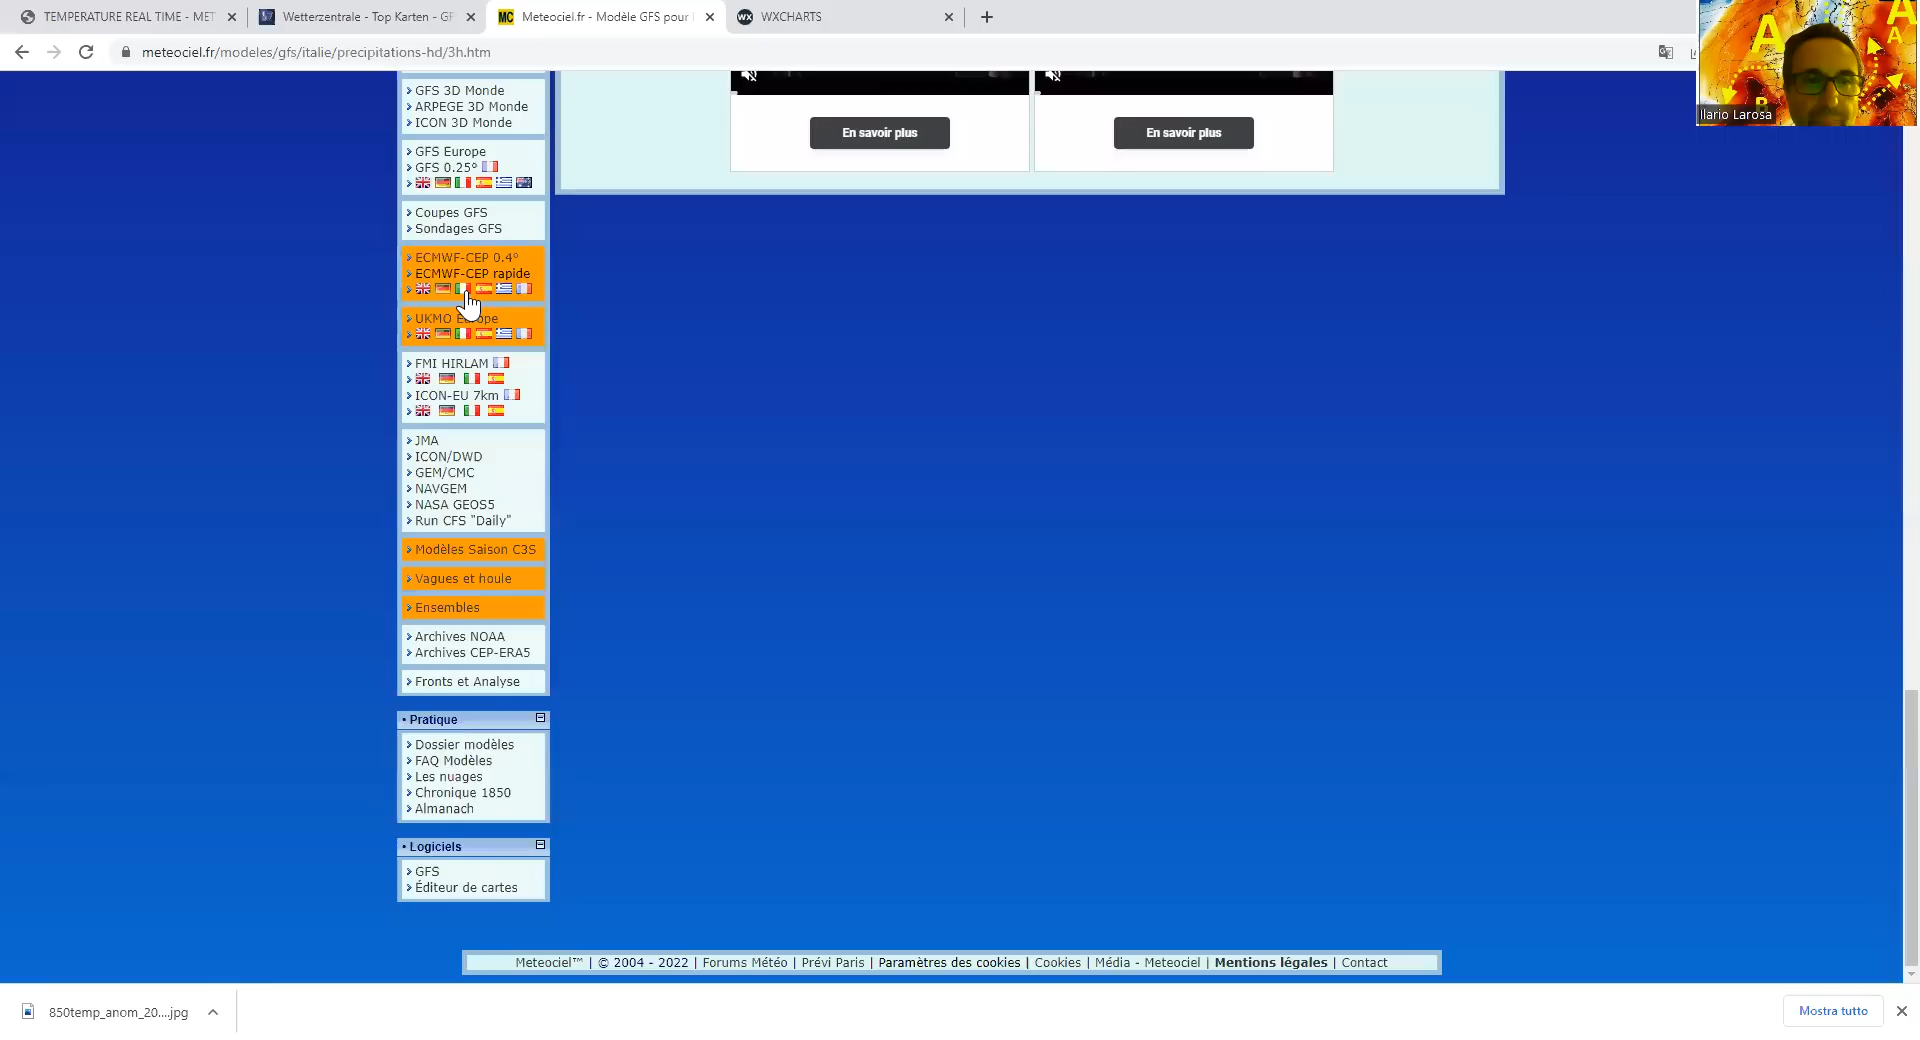 TEMPERATURE REAL TIME - MET
Wetterzentrale - Top Karten - GF
MC
Meteociel.fr - Modèle GFS pour
WX
WXCHARTS
meteociel.fr/modeles/gfs/italie/precipitations-hd/3h.htm
A
A
A
B
Ilario Larosa
GFS 3D Monde
ARPEGE 3D Monde
ICON 3D Monde
GFS Europe
GFS 0.25°
Coupes GFS
Sondages GFS
ECMWF-CEP 0.4°
ECMWF-CEP rapide
UKMO Europe
FMI HIRLAM
ICON-EU 7km
JMA
ICON/DWD
GEM/CMC
NAVGEM
NASA GEOS5
Run CFS "Daily"
Modèles Saison C3S
Vagues et houle
Ensembles
Archives NOAA
Archives CEP-ERA5
Fronts et Analyse
• Pratique
Dossier modèles
FAQ Modèles
Les nuages
Chronique 1850
Almanach
• Logiciels
GFS
Éditeur de cartes
En savoir plus
En savoir plus
Meteociel™ | © 2004 - 2022 | Forums Météo | Prévi Paris | Paramètres des cookies | Cookies | Média - Meteociel | Mentions légales | Contact
850temp_anom_20....jpg
Mostra tutto